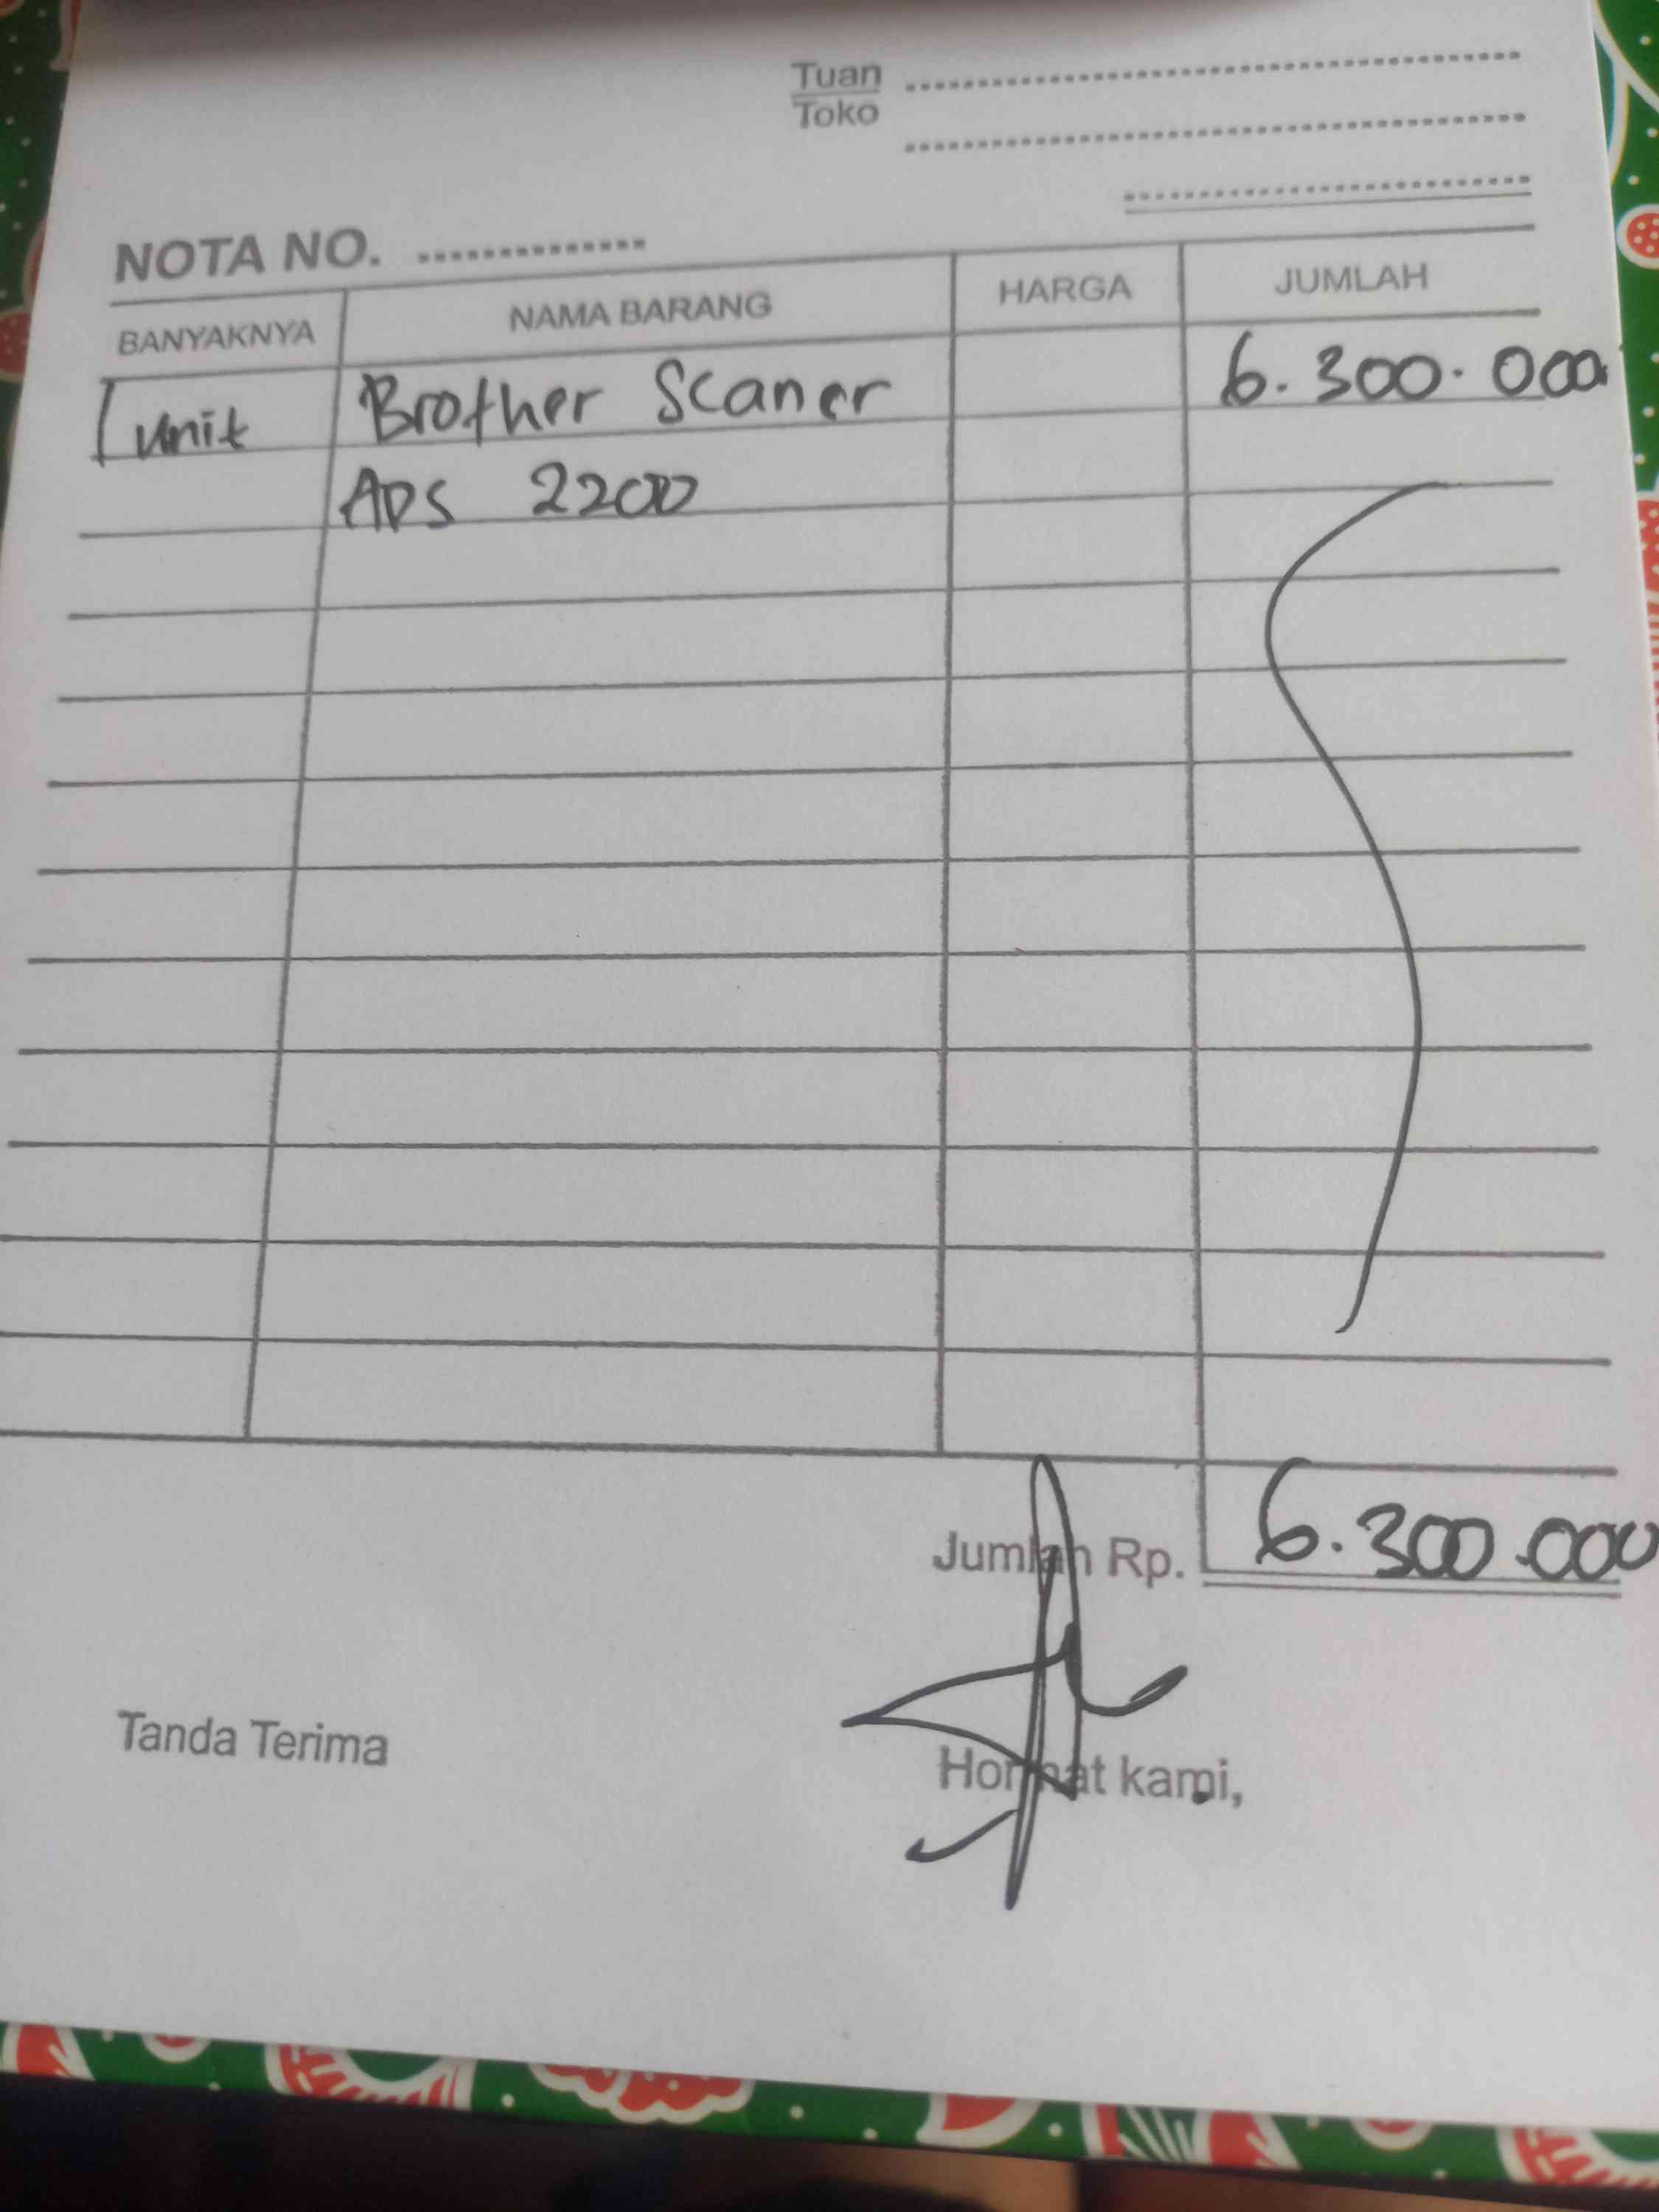 Tuan
Toko
NOTA NO.
BANYAKNYA NAMA BARANG HARGA JUMLAH
1 unit Brother Scaner 6.300.000
ADS 2200
Jumlah Rp. 6.300.000
Tanda Terima Hormat kami,